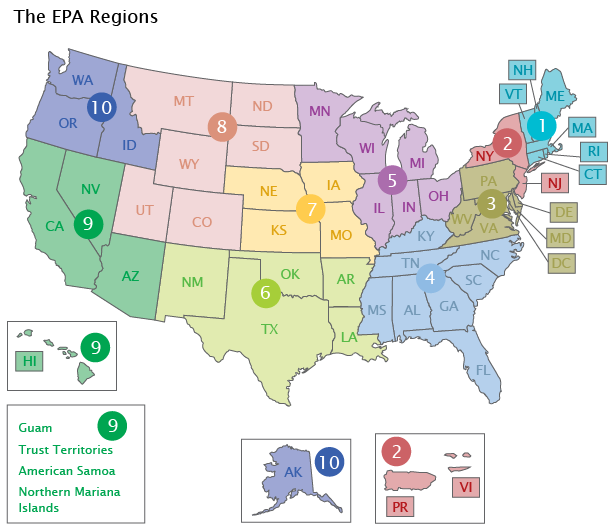 The EPA Regions
NH
WA
VT
ME
10
MT
ND
MN
OR
8
1
MA
WI
2
ID
SD
NY
RI
MI
WY
CT
5
PA
NJ
NV
NE
IA
OH
3
7
IL
IN
DE
UT
CO
WV
CA
9
KS
MO
VA
KY
MD
NC
TN
DC
AZ
NM
OK
AR
4
SC
6
MS
AL
GA
TX
LA
9
HI
FL
Guam
9
Trust Territories
American Samoa
Northern Mariana
Islands
AK
10
2
VI
PR